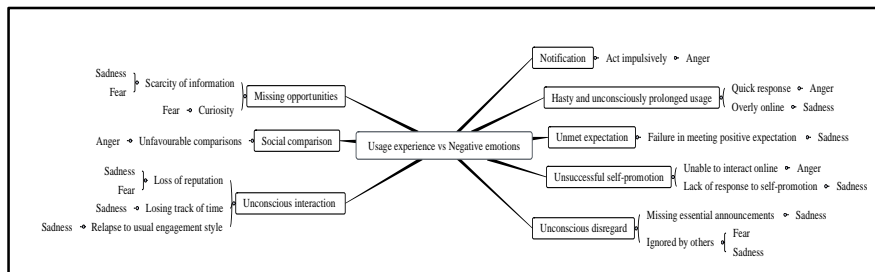 Usage experience vs Negative emotions
Missing opportunities
Scarcity of information
Sadness
Fear
Curiosity
Fear
Social comparison
Unfavourable comparisons
Anger
Unconscious interaction
Loss of reputation
Sadness
Fear
Losing track of time
Sadness
Relapse to usual engagement style
Sadness
Notification
Act impulsively
Anger
Hasty and unconsciously prolonged usage
Quick response
Anger
Overly online
Sadness
Unmet expectation
Failure in meeting positive expectation
Sadness
Unsuccessful self-promotion
Unable to interact online
Anger
Lack of response to self-promotion
Sadness
Unconscious disregard
Missing essential announcements
Sadness
Ignored by others
Fear
Sadness